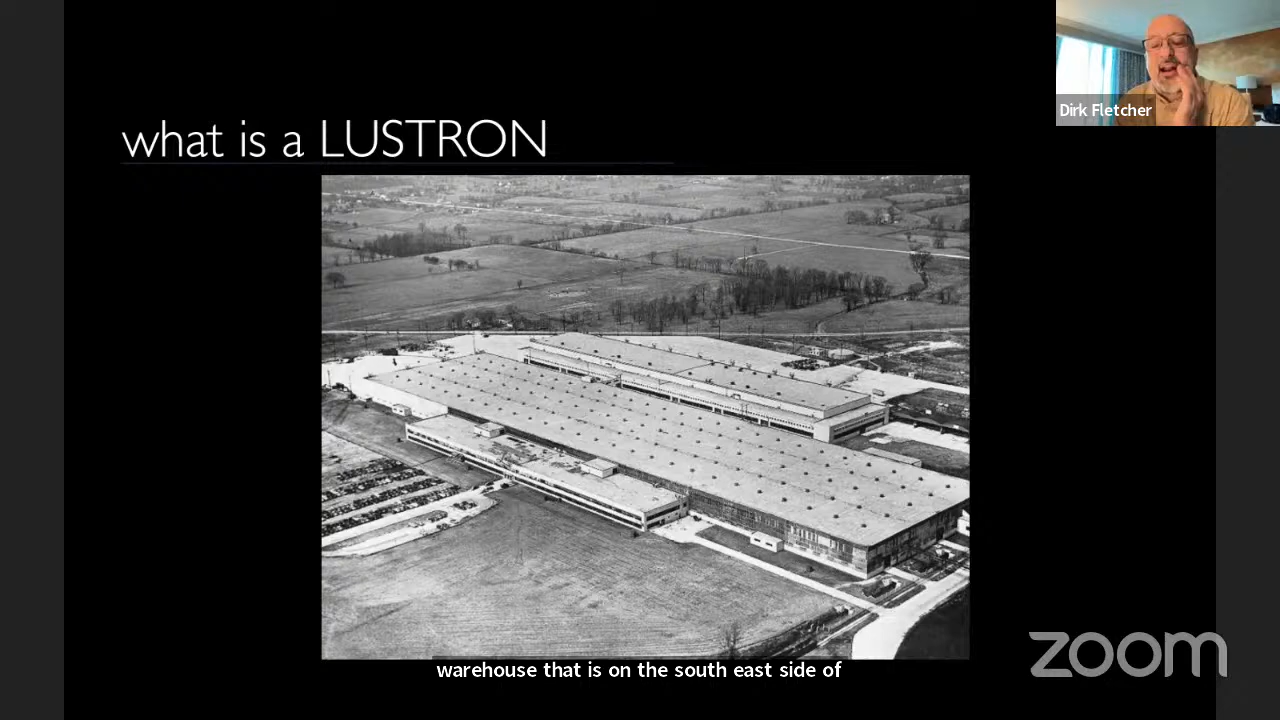 Dirk Fletcher
what is a LUSTRON
warehouse that is on the south east side of
zoom